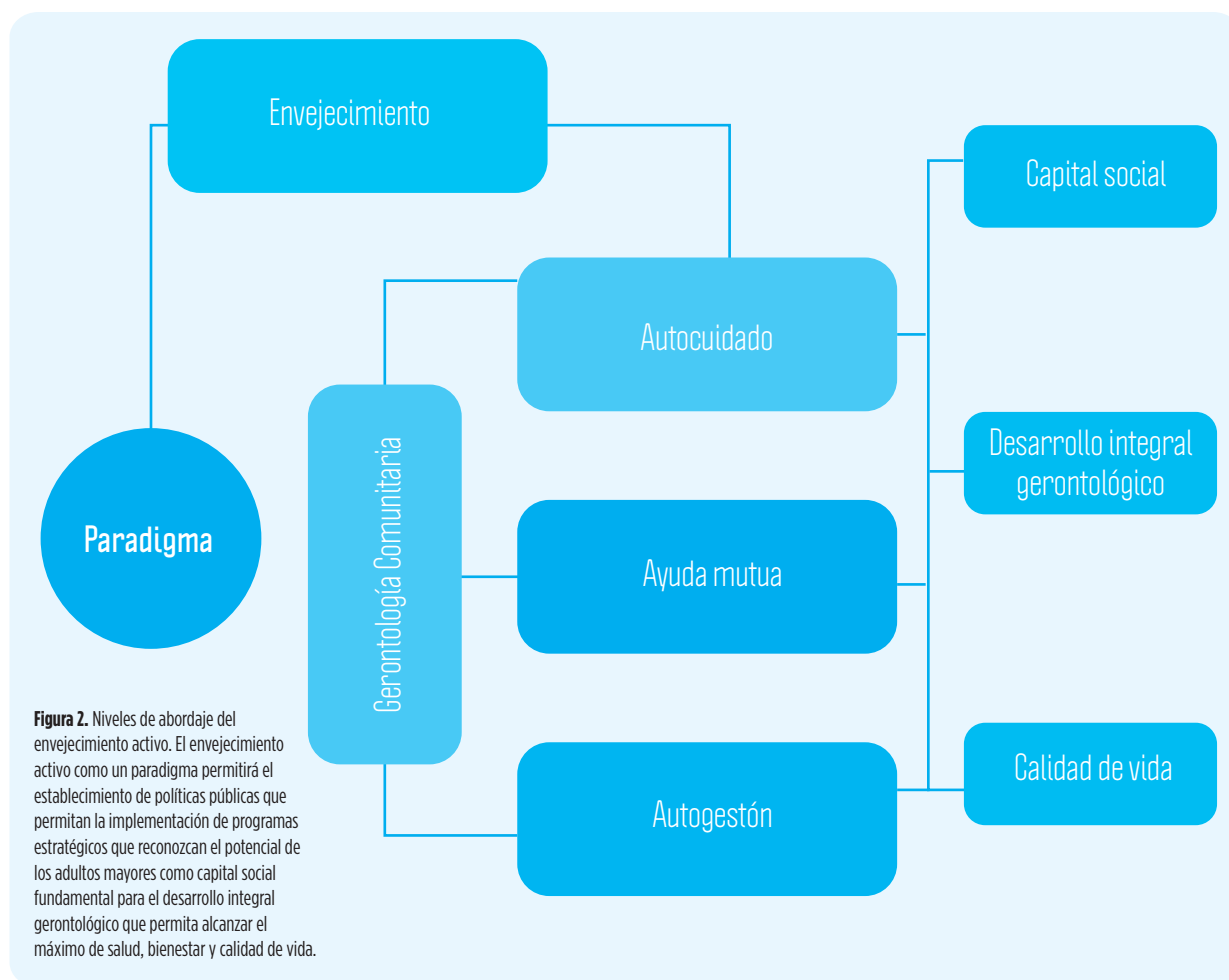 Envejecimiento
Capital social
Autocuidado
Desarrollo integral
gerontológico
Paradigma
Gerontología Comunitaria
Ayuda mutua
Autogestón
Calidad de vida
Figura 2. Niveles de abordaje del
envejecimiento activo. El envejecimiento
activo como un paradigma permitirá el
establecimiento de políticas públicas que
permitan la implementación de programas
estratégicos que reconozcan el potencial de
los adultos mayores como capital social
fundamental para el desarrollo integral
gerontológico que permita alcanzar el
máximo de salud, bienestar y calidad de vida.